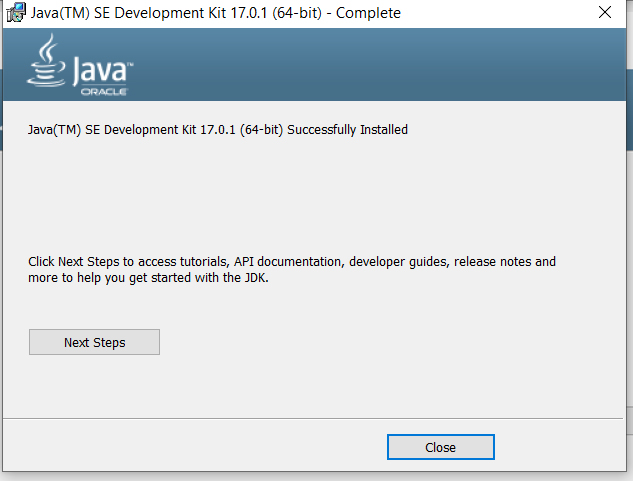 Java(TM) SE Development Kit 17.0.1 (64-bit) - Complete
Java™
ORACLE
Java(TM) SE Development Kit 17.0.1 (64-bit) Successfully Installed
Click Next Steps to access tutorials, API documentation, developer guides, release notes and
more to help you get started with the JDK.
Next Steps
Close